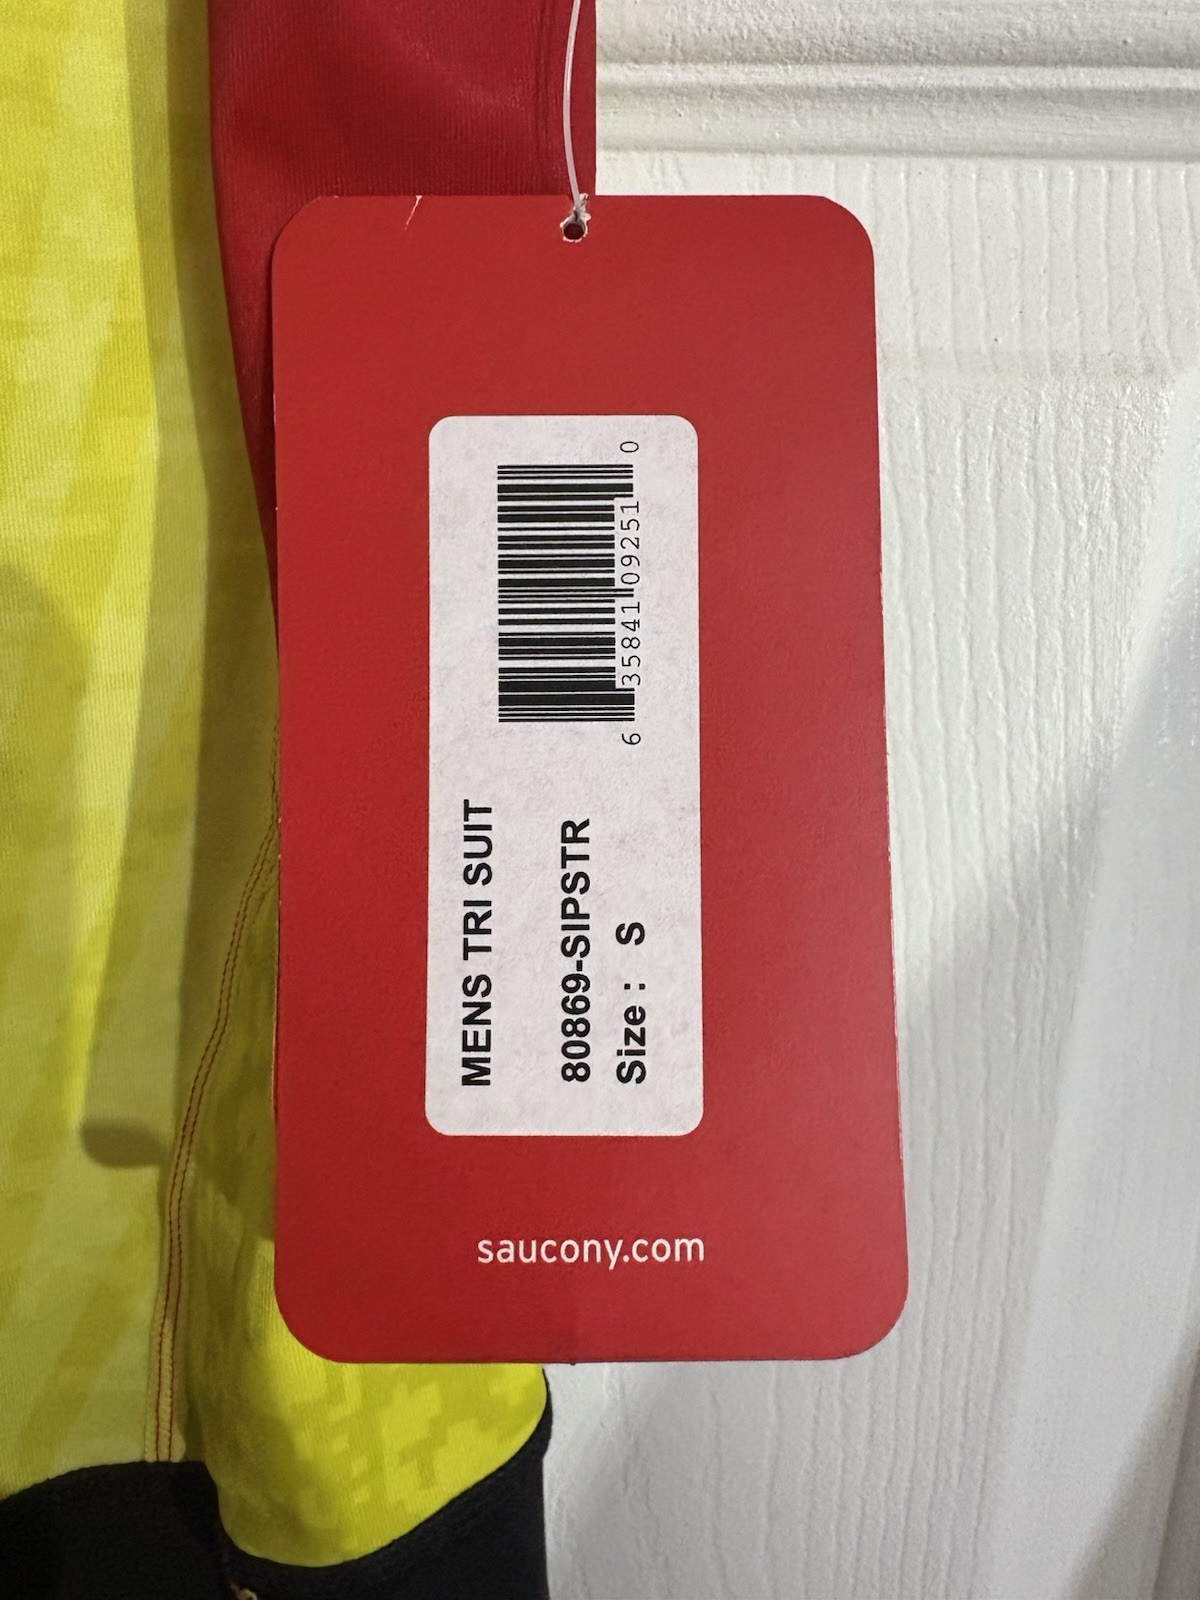 MENS TRI SUIT
80869-SIPSTR
Size : S
6 35841 09251 0
saucony.com